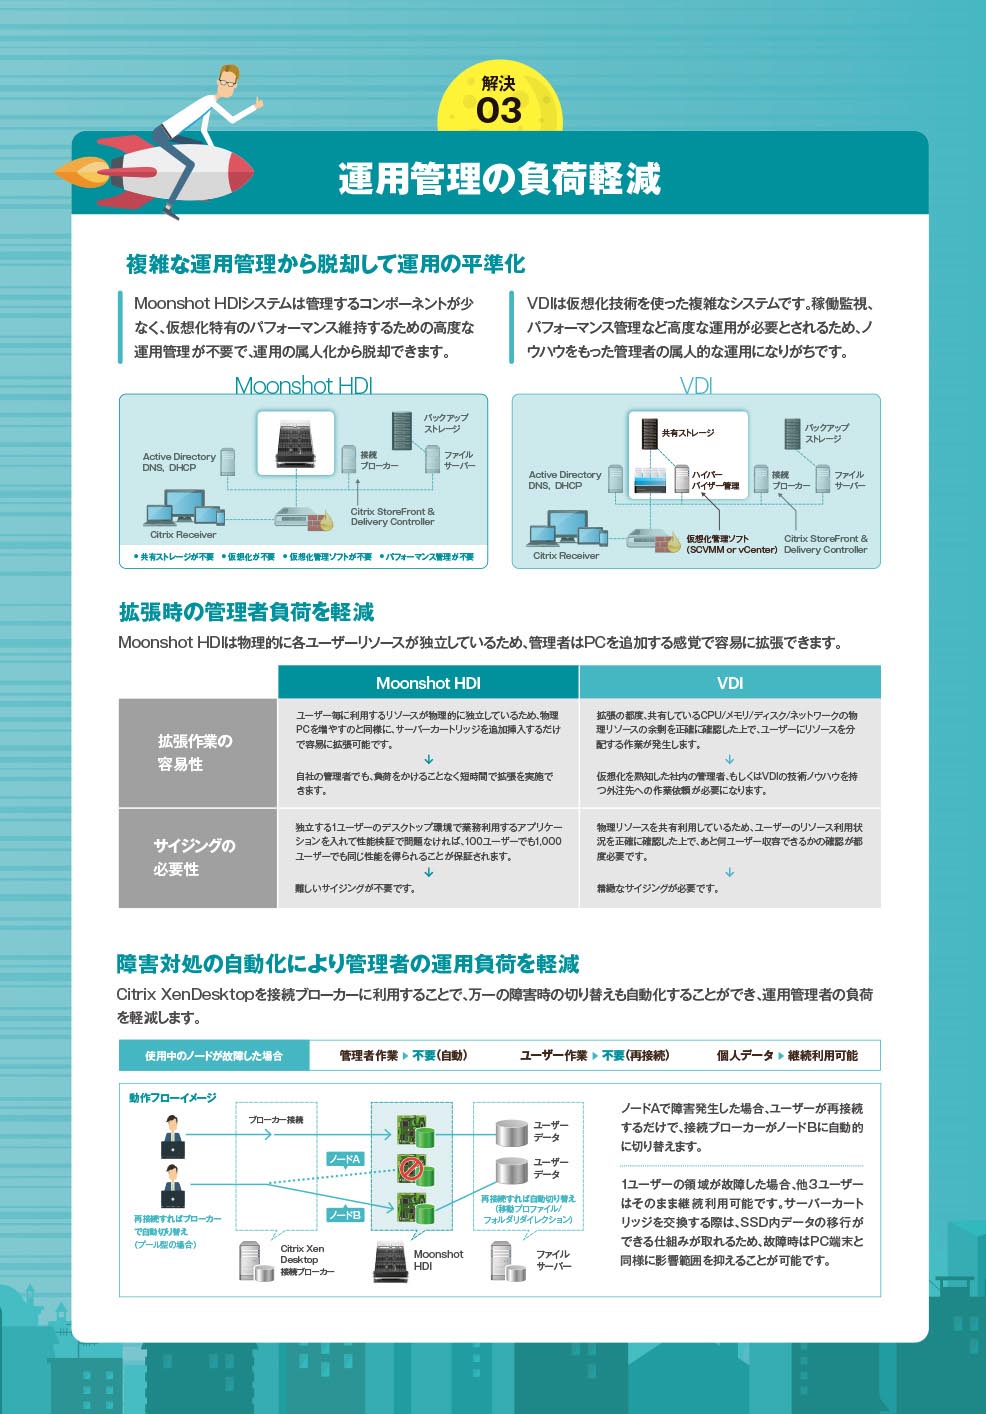 解決
03
運用管理の負荷軽減
複雑な運用管理から脱却して運用の平準化
Moonshot HDIシステムは管理するコンポーネントが少
なく、仮想化特有のパフォーマンス維持するための高度な
運用管理が不要で、運用の属人化から脱却できます。
VDIは仮想化技術を使った複雑なシステムです。稼働監視、
パフォーマンス管理など高度な運用が必要とされるため、ノ
ウハウをもった管理者の属人的な運用になりがちです。
Moonshot HDI
バックアップ
ストレージ
Active Directory
DNS, DHCP
接続
ブローカー
ファイル
サーバー
Citrix StoreFront &
Delivery Controller
Citrix Receiver
•共有ストレージが不要 •仮想化が不要 •仮想化管理ソフトが不要 •パフォーマンス管理が不要
VDI
共有ストレージ
バックアップ
ストレージ
Active Directory
DNS, DHCP
ハイパー
バイザー管理
接続
ブローカー
ファイル
サーバー
仮想化管理ソフト
(SCVMM or vCenter)
Citrix StoreFront &
Delivery Controller
Citrix Receiver
拡張時の管理者負荷を軽減
Moonshot HDIは物理的に各ユーザーリソースが独立しているため、管理者はPCを追加する感覚で容易に拡張できます。
Moonshot HDI
VDI
拡張作業の
容易性
ユーザー毎に利用するリソースが物理的に独立しているため、物理
PCを増やすのと同様に、サーバーカートリッジを追加挿入するだけ
で容易に拡張可能です。
↓
自社の管理者でも、負荷をかけることなく短時間で拡張を実施で
きます。
拡張の都度、共有しているCPU/メモリ/ディスク/ネットワークの物
理リソースの余剰を正確に確認した上で、ユーザーにリソースを分
配する作業が発生します。
↓
仮想化を熟知した社内の管理者、もしくはVDIの技術ノウハウを持
つ外注先への作業依頼が必要になります。
サイジングの
必要性
独立する1ユーザーのデスクトップ環境で業務利用するアプリケー
ションを入れて性能検証で問題なければ、100ユーザーでも1,000
ユーザーでも同じ性能を得られることが保証されます。
↓
難しいサイジングが不要です。
物理リソースを共有利用しているため、ユーザーのリソース利用状
況を正確に確認した上で、あと何ユーザー収容できるかの確認が都
度必要です。
↓
精緻なサイジングが必要です。
障害対処の自動化により管理者の運用負荷を軽減
Citrix XenDesktopを接続ブローカーに利用することで、万一の障害時の切り替えも自動化することができ、運用管理者の負荷
を軽減します。
使用中のノードが故障した場合
管理者作業 ▶ 不要(自動)
ユーザー作業 ▶ 不要(再接続)
個人データ ▶ 継続利用可能
動作フローイメージ
ブローカー接続
ノードA
ノードB
ユーザー
データ
ユーザー
データ
再接続すれば自動切り替え
(移動プロファイル/
フォルダリダイレクション)
再接続すればブローカー
で自動切り替え
(プール型の場合)
Citrix Xen
Desktop
接続ブローカー
Moonshot
HDI
ファイル
サーバー
ノードAで障害発生した場合、ユーザーが再接続
するだけで、接続ブローカーがノードBに自動的
に切り替えます。
1ユーザーの領域が故障した場合、他3ユーザー
はそのまま継続利用可能です。サーバーカート
リッジを交換する際は、SSD内データの移行が
できる仕組みが取れるため、故障時はPC端末と
同様に影響範囲を抑えることが可能です。